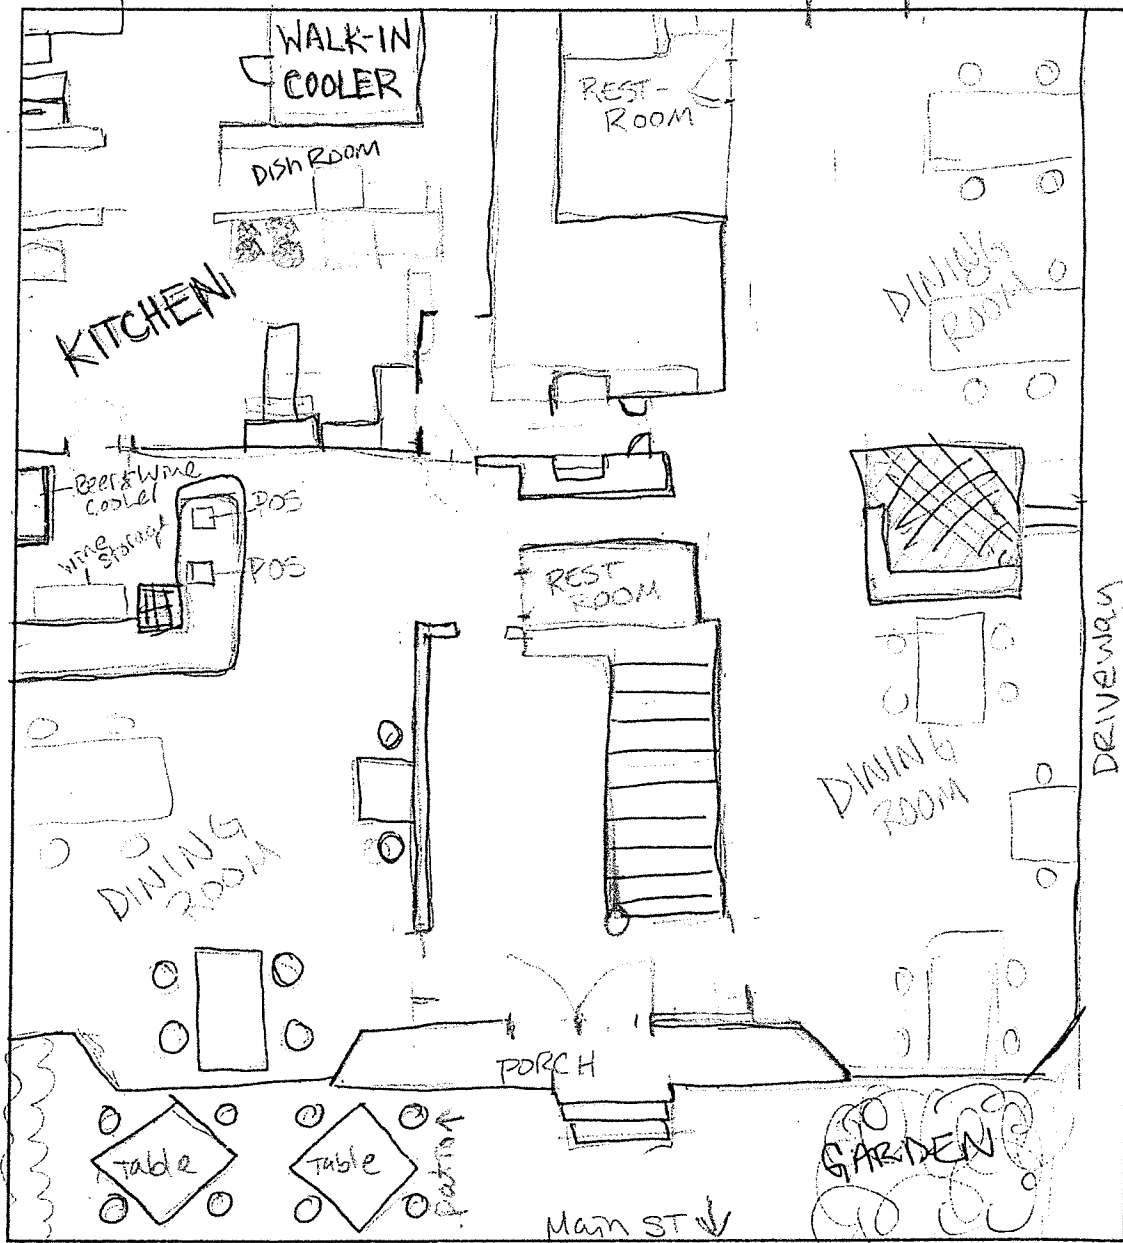 WALK-IN
COOLER
REST-
ROOM
DISH ROOM
DINING
ROOM
KITCHEN
Beer & Wine
Cooler
POS
Wine
Storage
POS
REST
ROOM
DRIVEWAY
DINING
ROOM
DINING
ROOM
PORCH
Table
Table
patio
GARDEN
Main ST